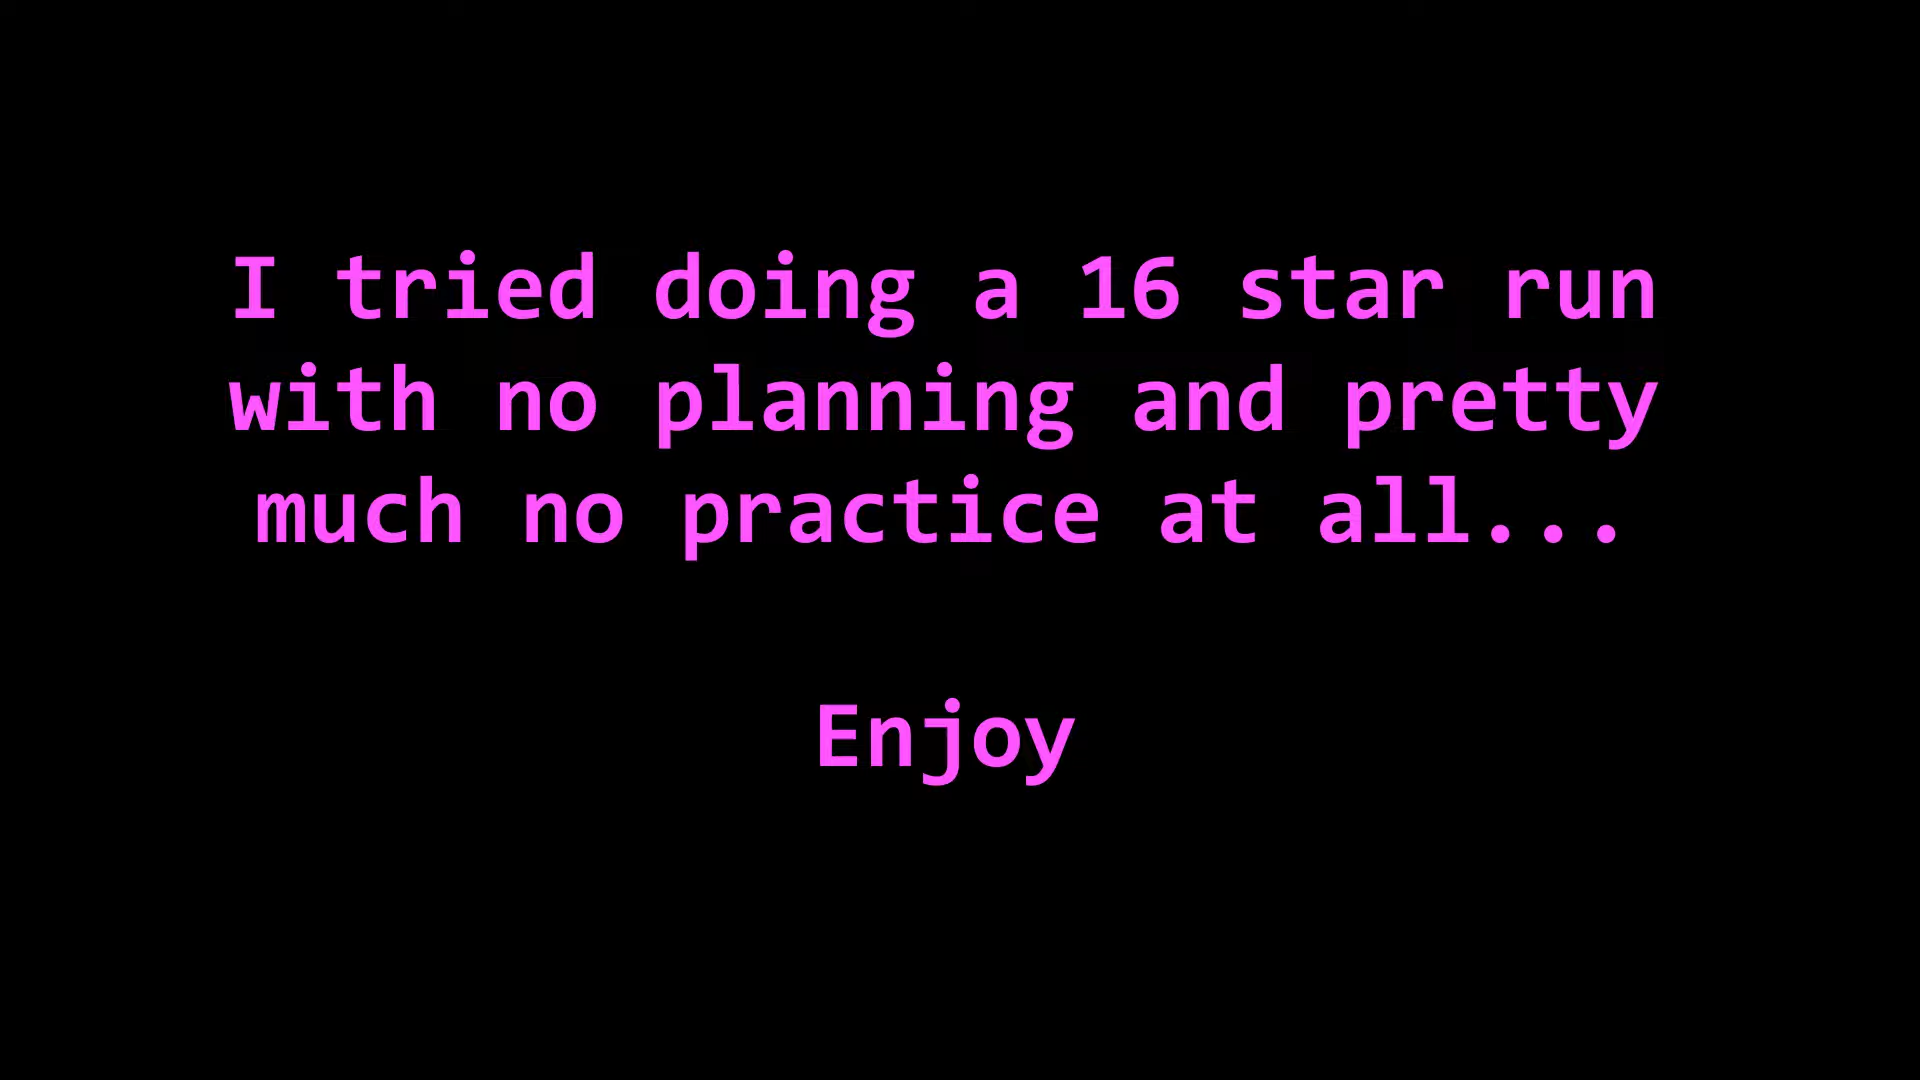 I tried doing a 16 star run
with no planning and pretty
much no practice at all...
Enjoy